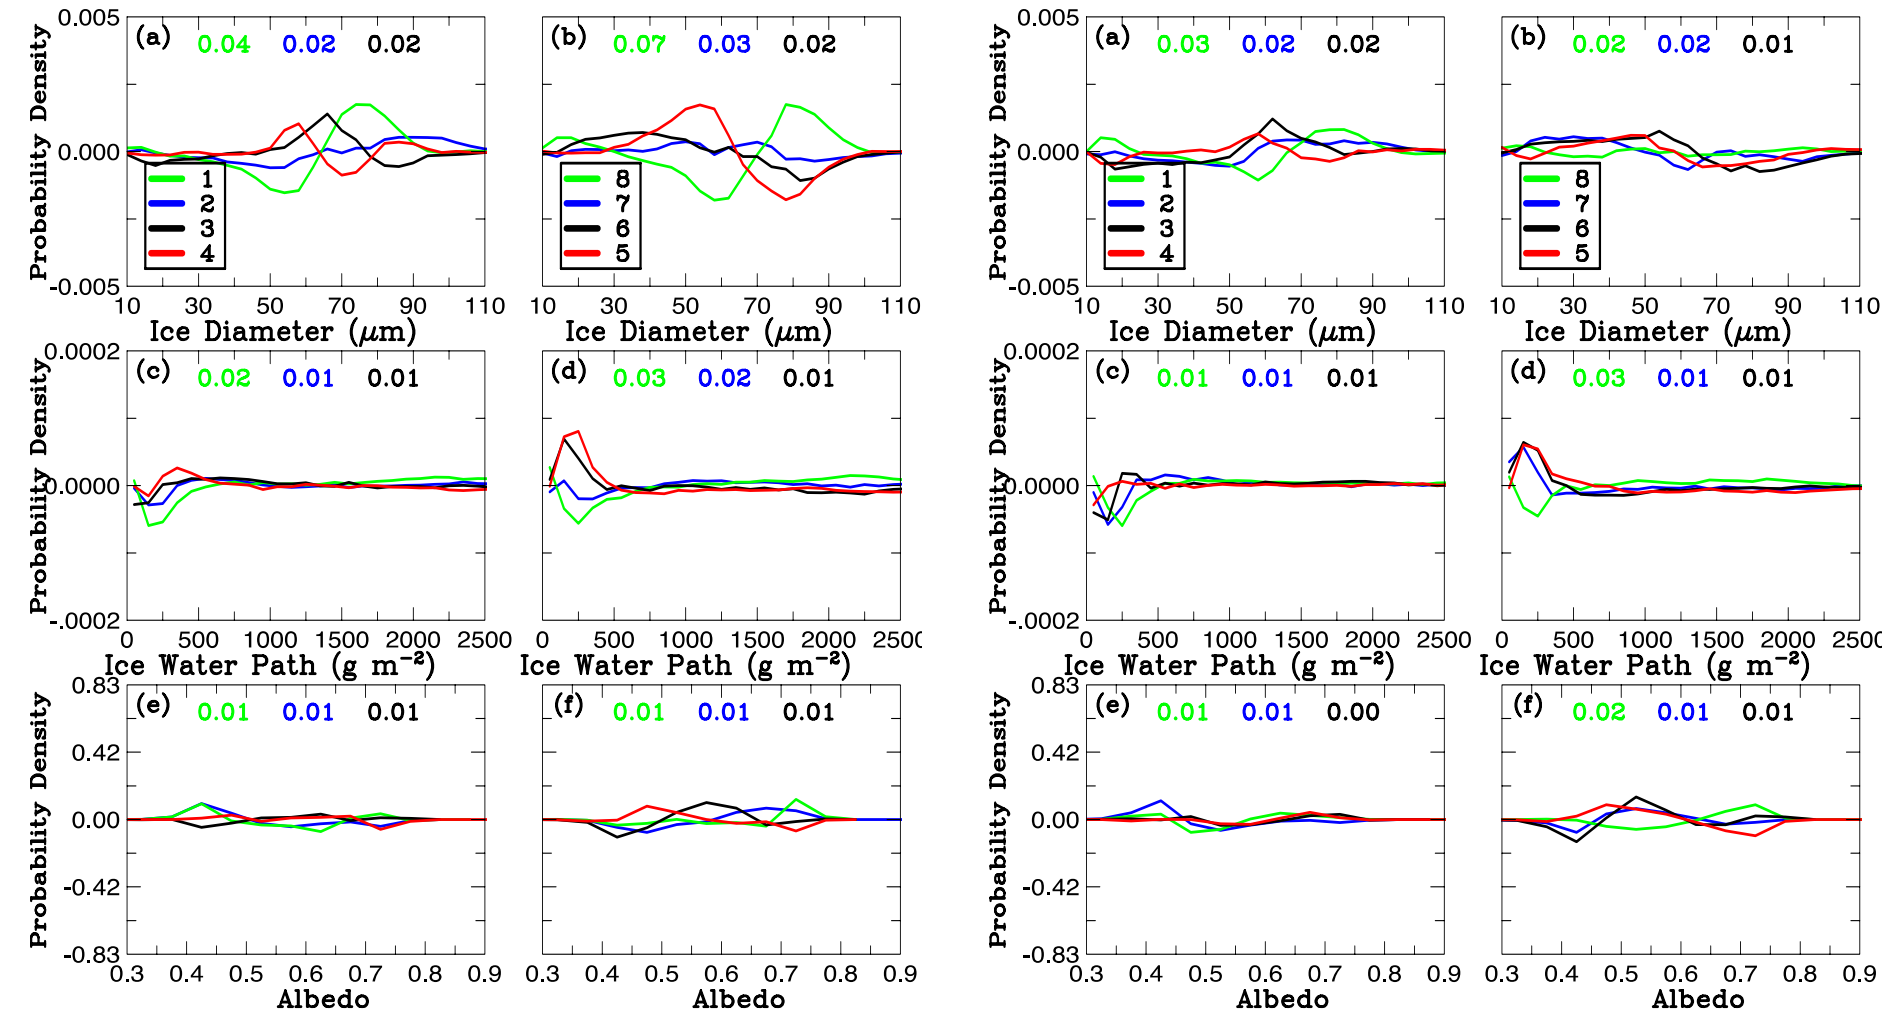 0.005
(a) 0.04 0.02 0.02
0.000
-0.005
Probability Density
1
2
3
4
10 30 50 70 90 110
Ice Diameter (μm)
(b) 0.07 0.03 0.02
8
7
6
5
10 30 50 70 90 110
Ice Diameter (μm)
0.0002
(c) 0.02 0.01 0.01
0.0000
-.0002
Probability Density
0 500 1000 1500 2000 2500
Ice Water Path (g m⁻²)
(d) 0.03 0.02 0.01
0 500 1000 1500 2000 250
Ice Water Path (g m⁻²)
0.83
(e) 0.01 0.01 0.01
0.42
0.00
-0.42
-0.83
Probability Density
0.3 0.4 0.5 0.6 0.7 0.8 0.9
Albedo
(f) 0.01 0.01 0.01
0.3 0.4 0.5 0.6 0.7 0.8 0.9
Albedo
0.005
(a) 0.03 0.02 0.02
0.000
-0.005
Probability Density
1
2
3
4
10 30 50 70 90 110
Ice Diameter (μm)
(b) 0.02 0.02 0.01
8
7
6
5
10 30 50 70 90 110
Ice Diameter (μm)
0.0002
(c) 0.01 0.01 0.01
0.0000
-.0002
Probability Density
0 500 1000 1500 2000 2500
Ice Water Path (g m⁻²)
(d) 0.03 0.01 0.01
0 500 1000 1500 2000 250
Ice Water Path (g m⁻²)
0.83
(e) 0.01 0.01 0.00
0.42
0.00
-0.42
-0.83
Probability Density
0.3 0.4 0.5 0.6 0.7 0.8 0.9
Albedo
(f) 0.02 0.01 0.01
0.3 0.4 0.5 0.6 0.7 0.8 0.9
Albedo